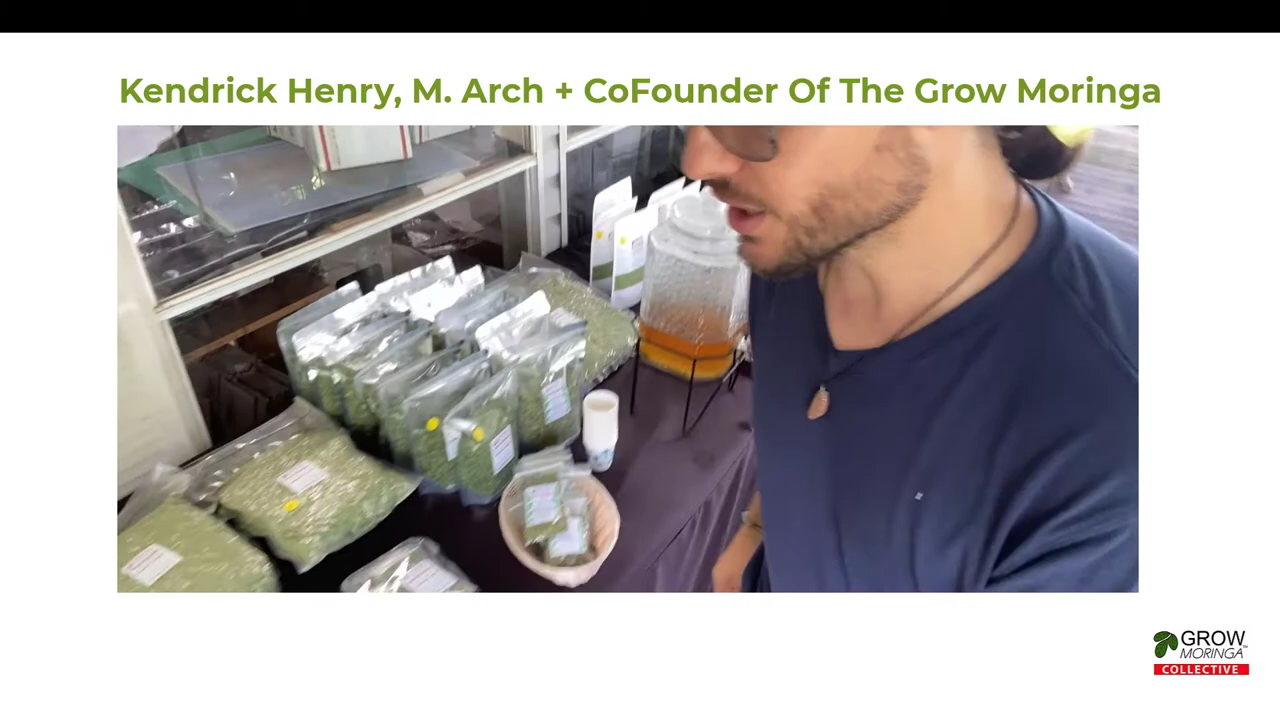 Kendrick Henry, M. Arch + CoFounder Of The Grow Moringa
GROW
MORINGA
COLLECTIVE